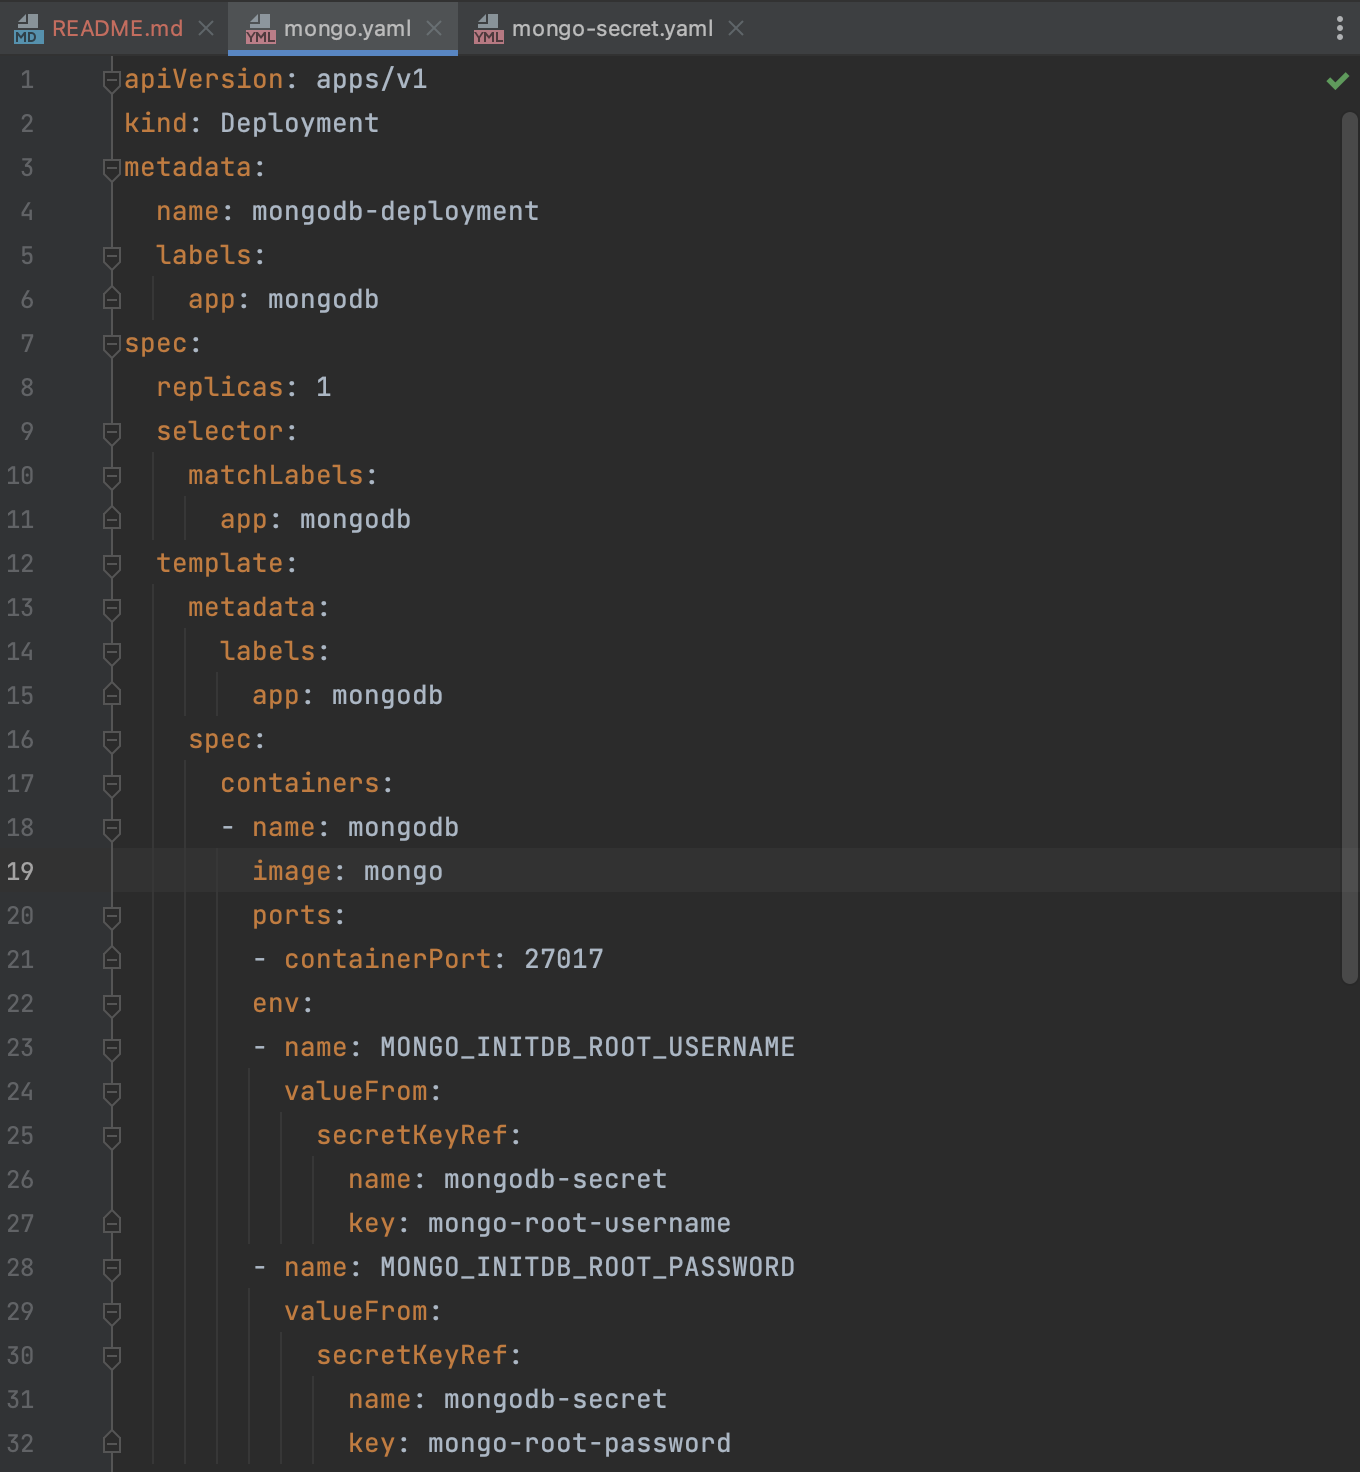 MD README.md
YML mongo.yaml
YML mongo-secret.yaml
1 apiVersion: apps/v1
2 kind: Deployment
3 metadata:
4   name: mongodb-deployment
5   labels:
6     app: mongodb
7 spec:
8   replicas: 1
9   selector:
10     matchLabels:
11       app: mongodb
12   template:
13     metadata:
14       labels:
15         app: mongodb
16     spec:
17       containers:
18       - name: mongodb
19         image: mongo
20         ports:
21         - containerPort: 27017
22         env:
23         - name: MONGO_INITDB_ROOT_USERNAME
24           valueFrom:
25             secretKeyRef:
26               name: mongodb-secret
27               key: mongo-root-username
28         - name: MONGO_INITDB_ROOT_PASSWORD
29           valueFrom:
30             secretKeyRef:
31               name: mongodb-secret
32               key: mongo-root-password